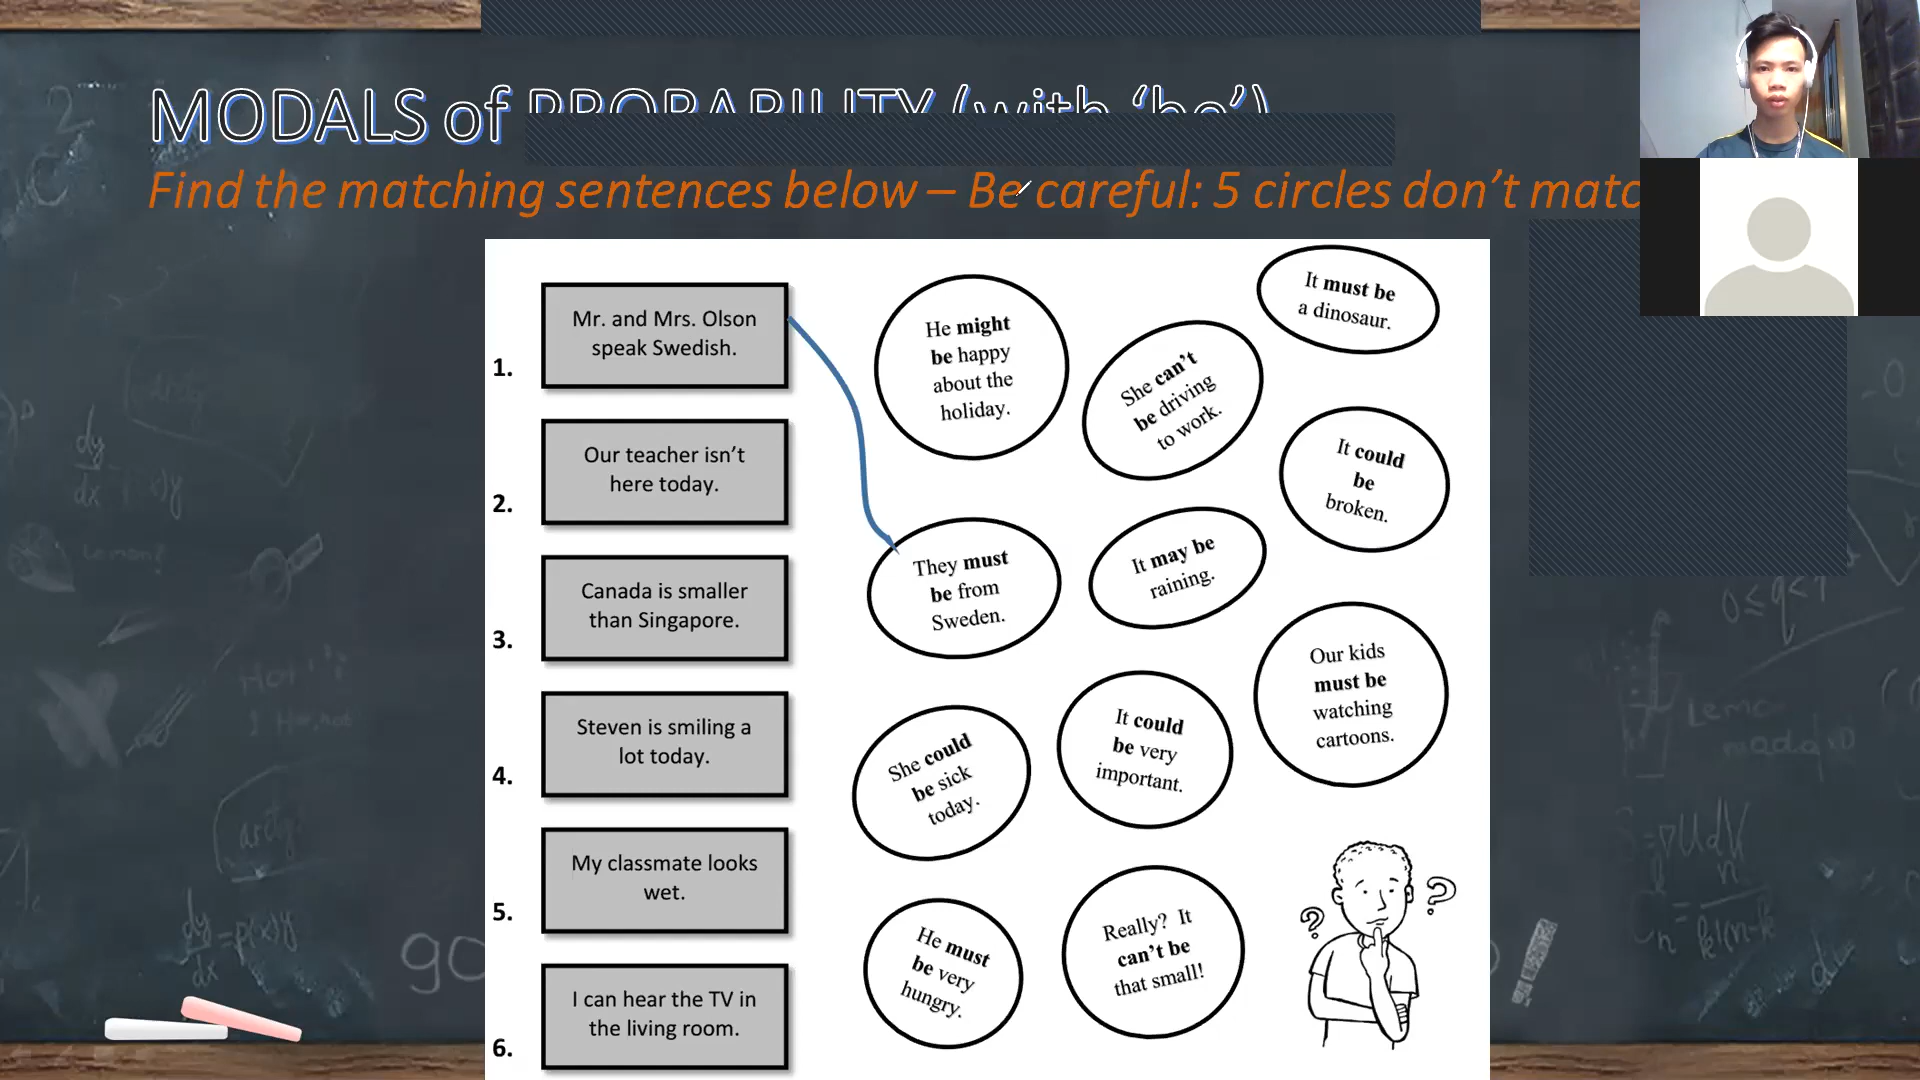 MODALS of PROBABILITY (with ‘be’)
Find the matching sentences below – Be careful: 5 circles don’t matc
1.
Mr. and Mrs. Olson
speak Swedish.
2.
Our teacher isn’t
here today.
3.
Canada is smaller
than Singapore.
4.
Steven is smiling a
lot today.
5.
My classmate looks
wet.
6.
I can hear the TV in
the living room.
He might
be happy
about the
holiday.
She can’t
be driving
to work.
It must be
a dinosaur.
It could
be
broken.
They must
be from
Sweden.
It may be
raining.
Our kids
must be
watching
cartoons.
She could
be sick
today.
It could
be very
important.
He must
be very
hungry.
Really? It
can’t be
that small!
?
?